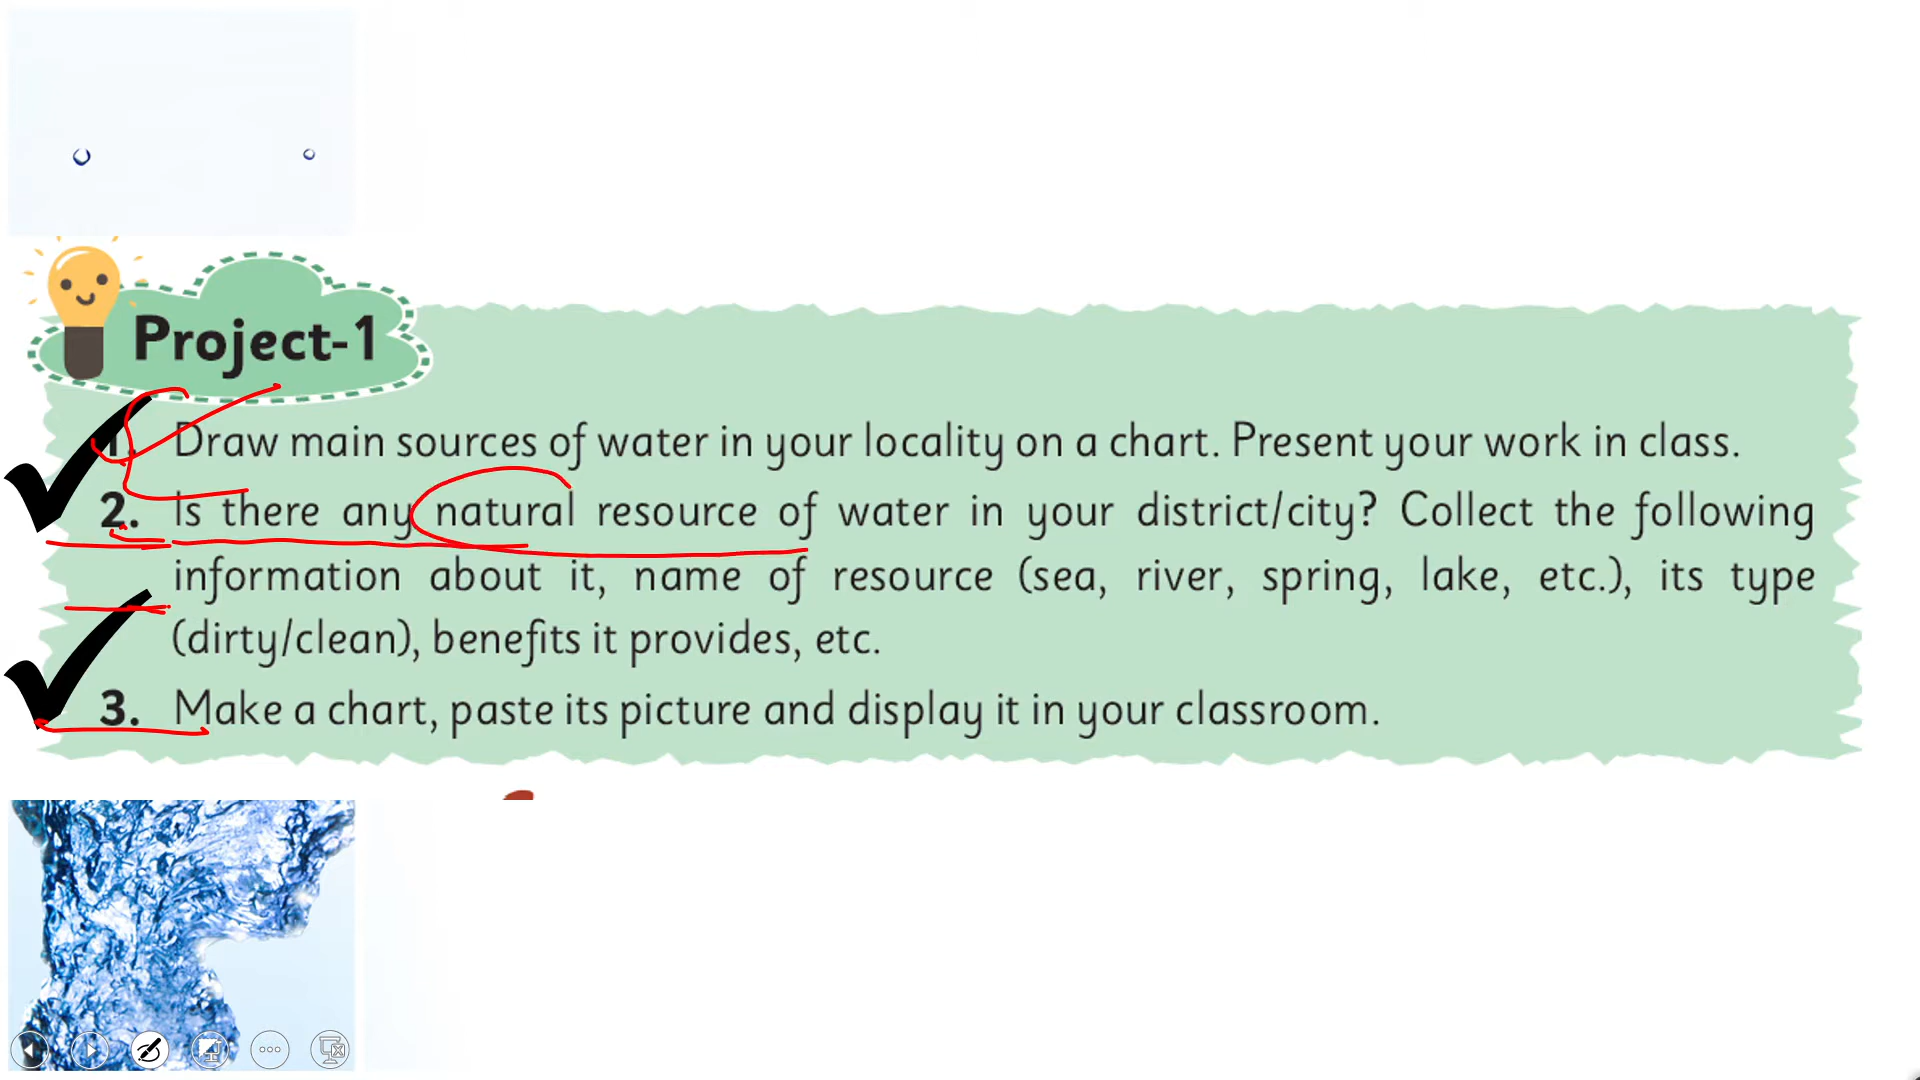 Project-1
1. Draw main sources of water in your locality on a chart. Present your work in class.
2. Is there any natural resource of water in your district/city? Collect the following
information about it, name of resource (sea, river, spring, lake, etc.), its type
(dirty/clean), benefits it provides, etc.
3. Make a chart, paste its picture and display it in your classroom.